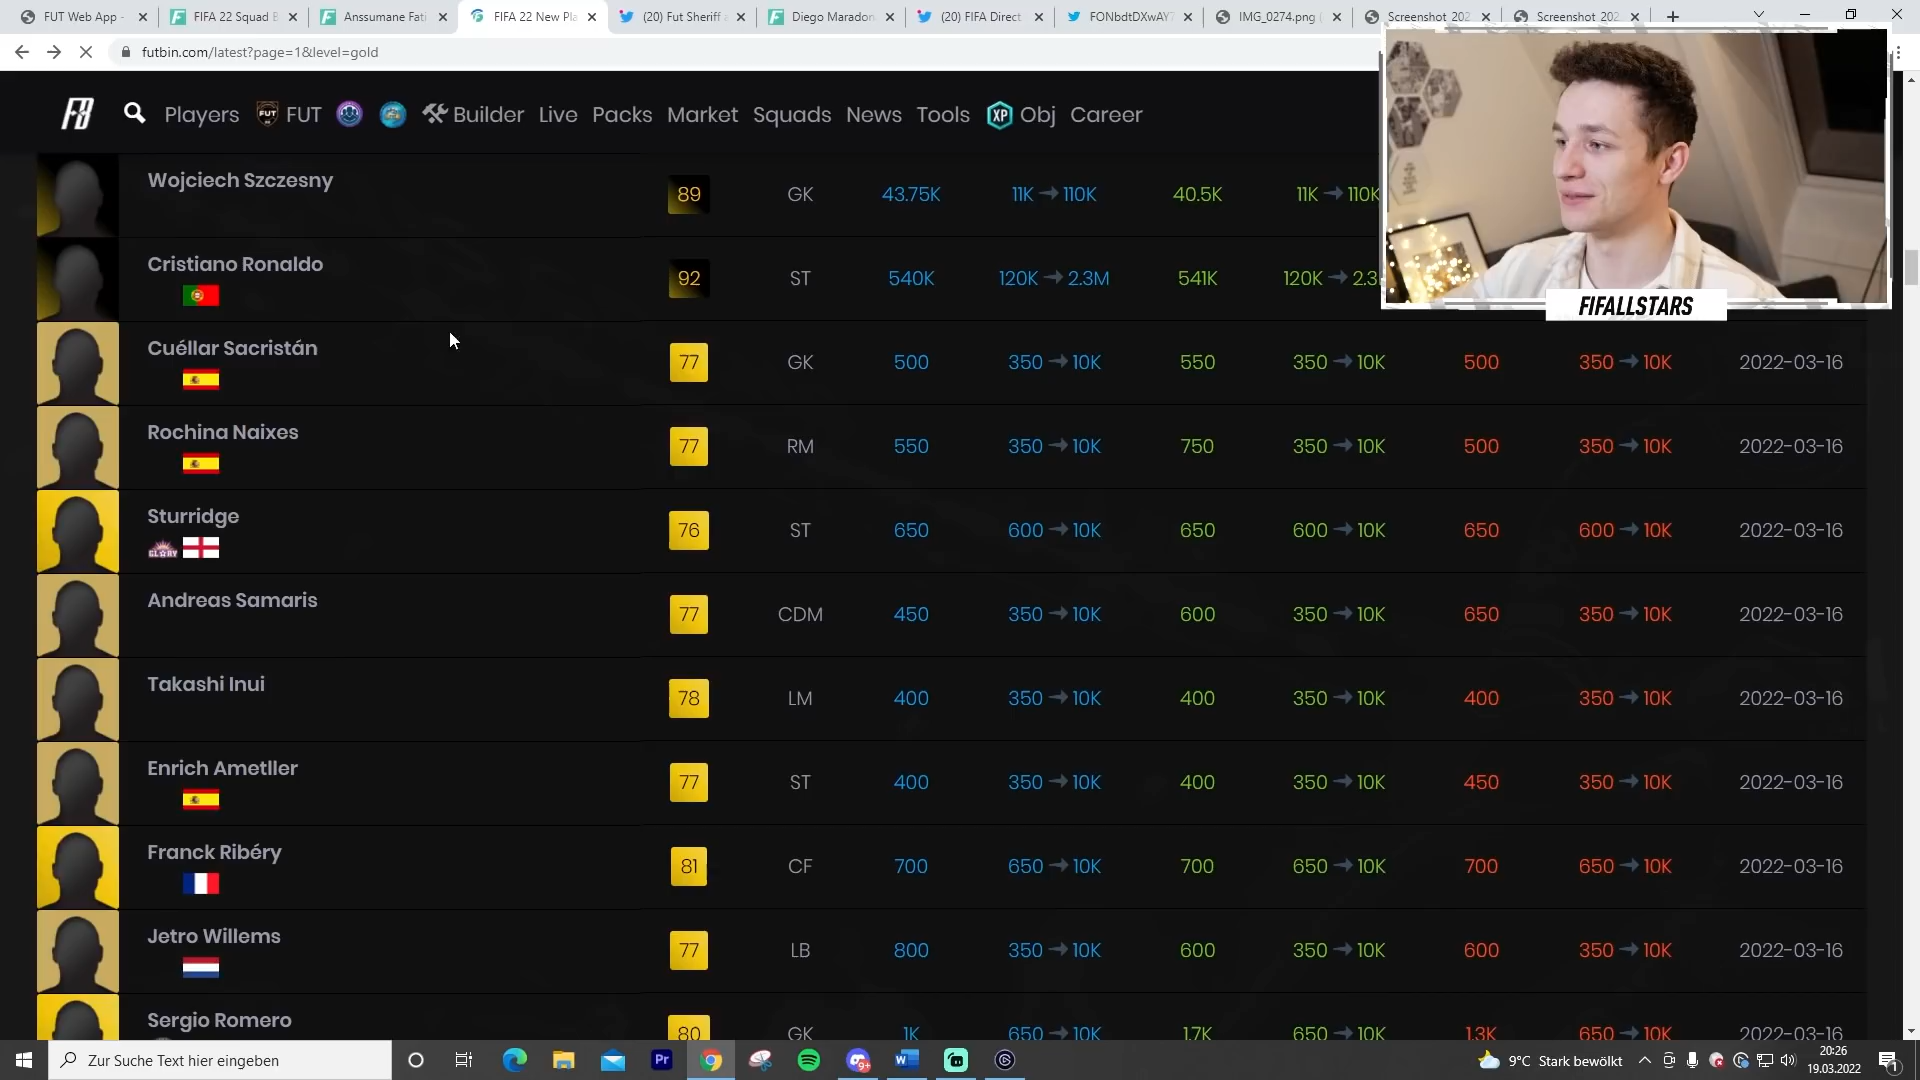 FUT Web App -
FIFA 22 Squad B
Anssumane Fati
FIFA 22 New Pla
(20) Fut Sheriff
Diego Maradon
(20) FIFA Direct
FONbdtDXwAY7
IMG_0274.png (
Screenshot 202
Screenshot 202
futbin.com/latest?page=1&level=gold
Players FUT Builder Live Packs Market Squads News Tools XP Obj Career
Wojciech Szczesny 89 GK 43.75K 11K → 110K 40.5K 11K → 110K
Cristiano Ronaldo 92 ST 540K 120K → 2.3M 541K 120K → 2.3
FIFALLSTARS
Cuéllar Sacristán 77 GK 500 350 → 10K 550 350 → 10K 500 350 → 10K 2022-03-16
Rochina Naixes 77 RM 550 350 → 10K 750 350 → 10K 500 350 → 10K 2022-03-16
Sturridge 76 ST 650 600 → 10K 650 600 → 10K 650 600 → 10K 2022-03-16
GLORY
Andreas Samaris 77 CDM 450 350 → 10K 600 350 → 10K 650 350 → 10K 2022-03-16
Takashi Inui 78 LM 400 350 → 10K 400 350 → 10K 400 350 → 10K 2022-03-16
Enrich Ametller 77 ST 400 350 → 10K 400 350 → 10K 450 350 → 10K 2022-03-16
Franck Ribéry 81 CF 700 650 → 10K 700 650 → 10K 700 650 → 10K 2022-03-16
Jetro Willems 77 LB 800 350 → 10K 600 350 → 10K 600 350 → 10K 2022-03-16
Sergio Romero 80 GK 1K 650 → 10K 1.7K 650 → 10K 1.3K 650 → 10K 2022-03-16
Zur Suche Text hier eingeben
Pr
9+
9°C Stark bewölkt
20:26
19.03.2022
1